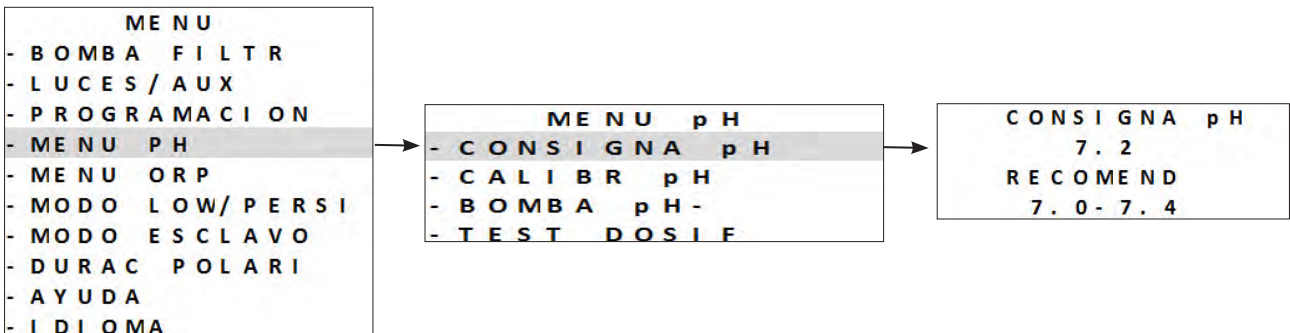 MENU
- BOMBA FILTR
- LUCES/AUX
- PROGRAMACION
- MENU PH
- MENU ORP
- MODO LOW/PERSI
- MODO ESCLAVO
- DURAC POLARI
- AYUDA
- IDIOMA
MENU pH
- CONSIGNA pH
- CALIBR pH
- BOMBA pH-
- TEST DOSIF
CONSIGNA pH
7.2
RECOMEND
7.0-7.4